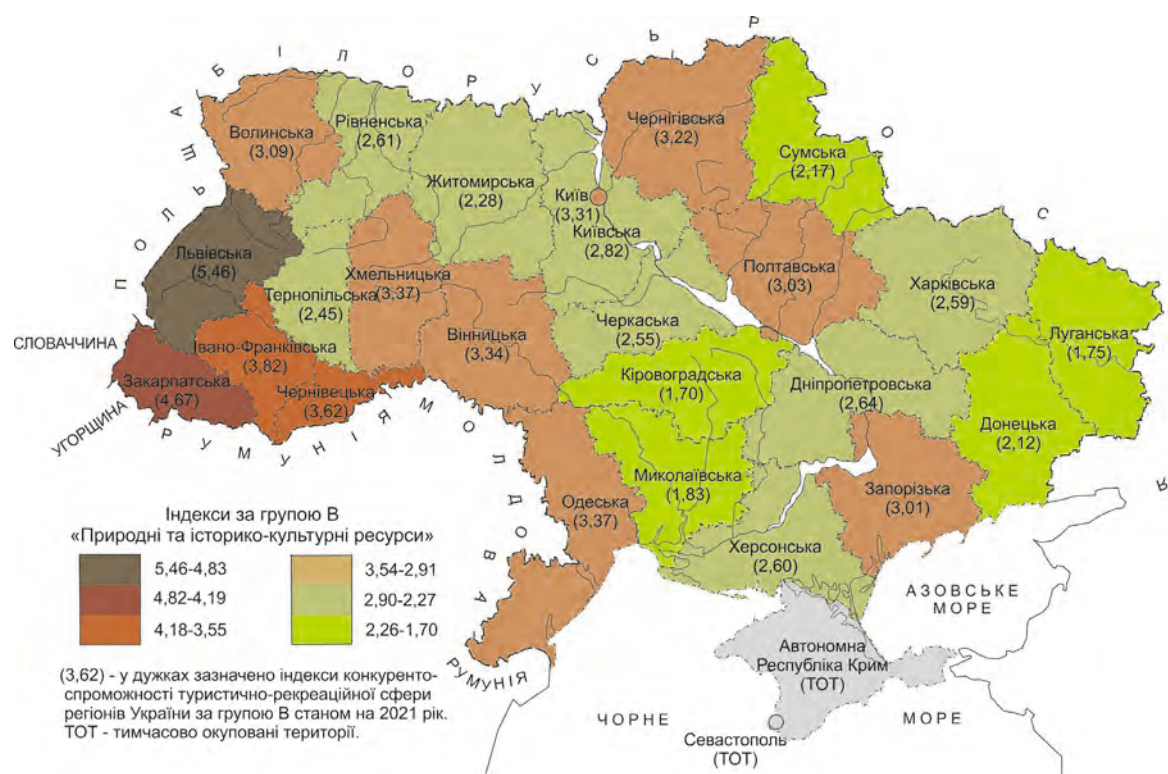 БІЛОРУСЬ
РОСІЯ
ПОЛЬЩА
Волинська
(3,09)
Рівненська
(2,61)
Житомирська
(2,28)
Київ
(3,31)
Київська
(2,82)
Чернігівська
(3,22)
Сумська
(2,17)
Львівська
(5,46)
Тернопільська
(2,45)
Хмельницька
(3,37)
Вінницька
(3,34)
Черкаська
(2,55)
Полтавська
(3,03)
Харківська
(2,59)
Луганська
(1,75)
СЛОВАЧЧИНА
Івано-Франківська
(3,82)
Закарпатська
(4,67)
Чернівецька
(3,62)
Кіровоградська
(1,70)
Дніпропетровська
(2,64)
Донецька
(2,12)
УГОРЩИНА
РУМУНІЯ
МОЛДОВА
Миколаївська
(1,83)
Одеська
(3,37)
Запорізька
(3,01)
Херсонська
(2,60)
РУМУНІЯ
АЗОВСЬКЕ
МОРЕ
Автономна
Республіка Крим
(ТОТ)
ЧОРНЕ МОРЕ
Севастополь
(ТОТ)
Індекси за групою В
«Природні та історико-культурні ресурси»
5,46-4,83
4,82-4,19
4,18-3,55
3,54-2,91
2,90-2,27
2,26-1,70
(3,62) - у дужках зазначено індекси конкуренто-
спроможності туристично-рекреаційної сфери
регіонів України за групою В станом на 2021 рік.
ТОТ - тимчасово окуповані території.